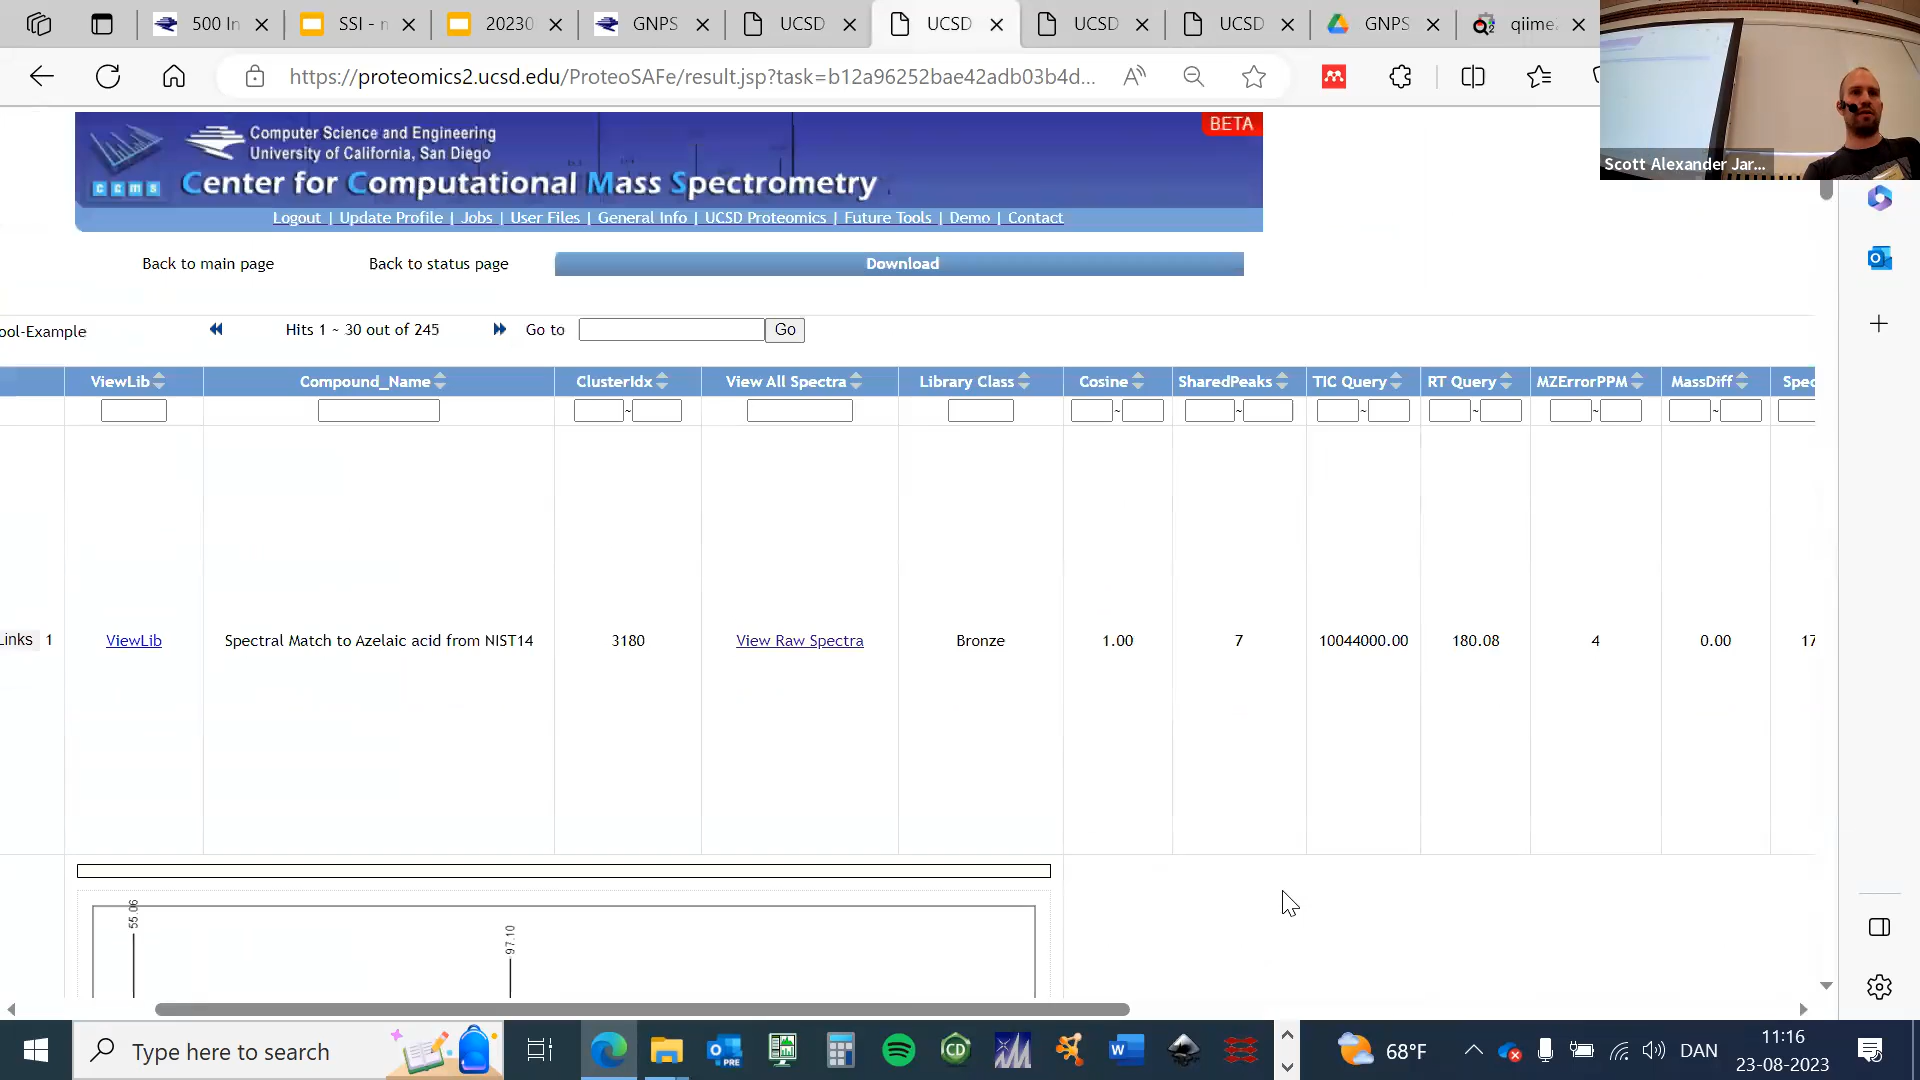 500 In
SSI - n
20230
GNPS
UCSD
UCSD
UCSD
UCSD
GNPS
qiime
https://proteomics2.ucsd.edu/ProteoSAFe/result.jsp?task=b12a96252bae42adb03b4d...
Scott Alexander Jar...
Computer Science and Engineering
University of California, San Diego
BETA
ccms
Center for Computational Mass Spectrometry
Logout | Update Profile | Jobs | User Files | General Info | UCSD Proteomics | Future Tools | Demo | Contact
Back to main page
Back to status page
Download
ool-Example
Hits 1 ~ 30 out of 245
Go to
Go
ViewLib Compound_Name ClusterIdx View All Spectra Library Class Cosine SharedPeaks TIC Query RT Query MZErrorPPM MassDiff Spec
~ ~ ~ ~ ~ ~ ~
Links 1 ViewLib Spectral Match to Azelaic acid from NIST14 3180 View Raw Spectra Bronze 1.00 7 10044000.00 180.08 4 0.00 17
55.06
97.10
Type here to search
68°F
DAN
11:16
23-08-2023